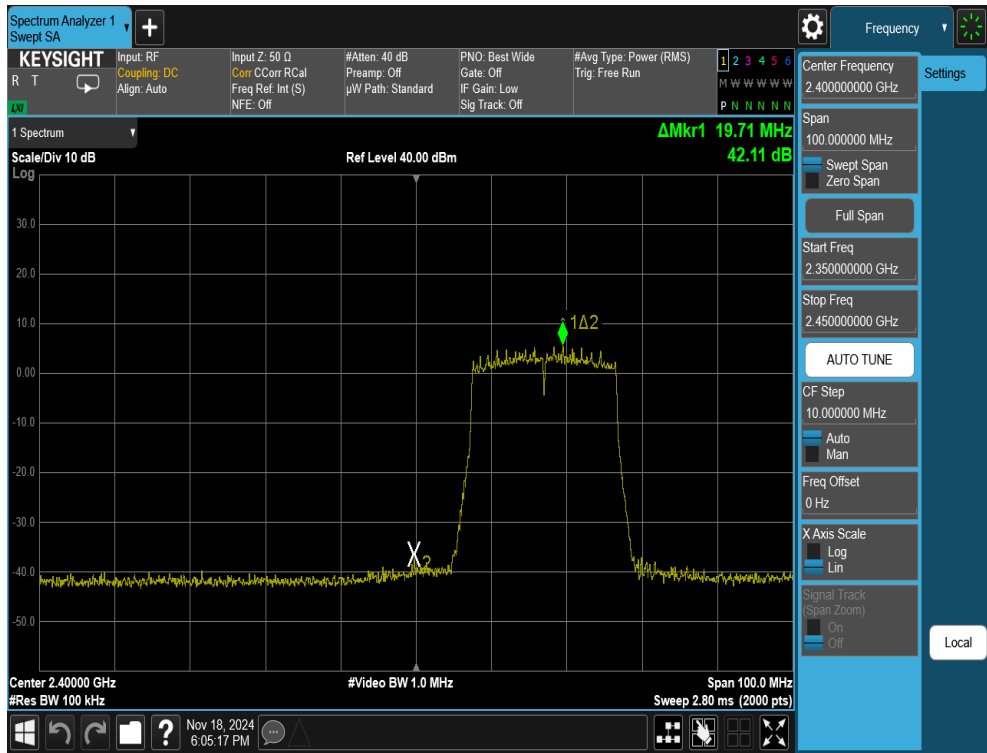 Spectrum Analyzer 1
Swept SA
Frequency
KEYSIGHT
R T
LXI
Input: RF
Coupling: DC
Align: Auto
Input Z: 50 Ω
Corr CCorr RCal
Freq Ref: Int (S)
NFE: Off
#Atten: 40 dB
Preamp: Off
µW Path: Standard
PNO: Best Wide
Gate: Off
IF Gain: Low
Sig Track: Off
#Avg Type: Power (RMS)
Trig: Free Run
1 2 3 4 5 6
M W W W W W
P N N N N N
1 Spectrum
ΔMkr1 19.71 MHz
42.11 dB
Scale/Div 10 dB
Ref Level 40.00 dBm
Log
30.0
20.0
10.0
0.00
-10.0
-20.0
-30.0
-40.0
-50.0
1Δ2
X2
Center 2.40000 GHz
#Video BW 1.0 MHz
Span 100.0 MHz
#Res BW 100 kHz
Sweep 2.80 ms (2000 pts)
Center Frequency
2.400000000 GHz
Settings
Span
100.000000 MHz
Swept Span
Zero Span
Full Span
Start Freq
2.350000000 GHz
Stop Freq
2.450000000 GHz
AUTO TUNE
CF Step
10.000000 MHz
Auto
Man
Freq Offset
0 Hz
X Axis Scale
Log
Lin
Signal Track
(Span Zoom)
On
Off
Local
?
Nov 18, 2024
6:05:17 PM